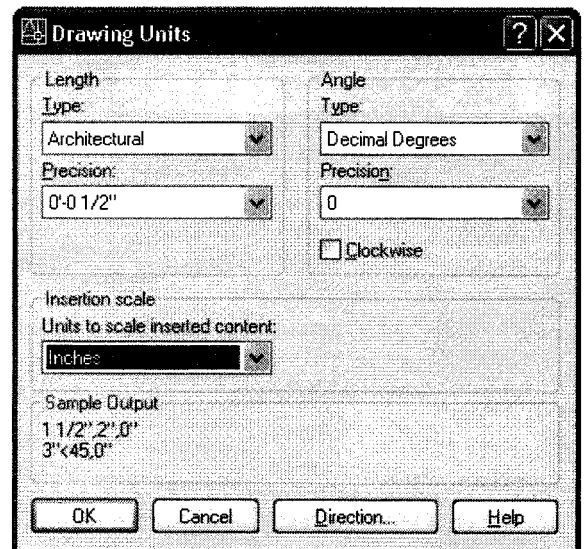 Drawing Units
Length
Type:
Architectural
Precision:
0'-0 1/2"
Angle
Type:
Decimal Degrees
Precision:
0
Clockwise
Insertion scale
Units to scale inserted content:
Inches
Sample Output
1 1/2",2",0"
3"<45,0"
OK Cancel Direction... Help